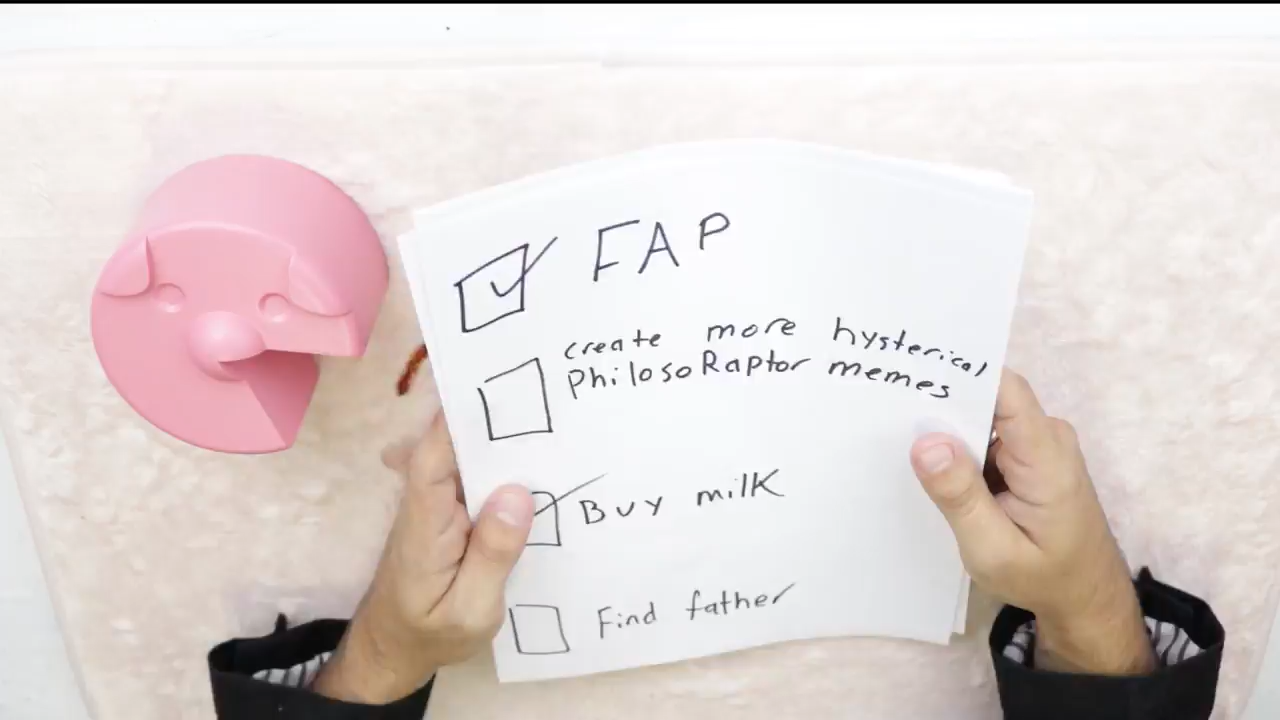 FAP
create more hysterical
PhilosoRaptor memes
Buy milk
Find father